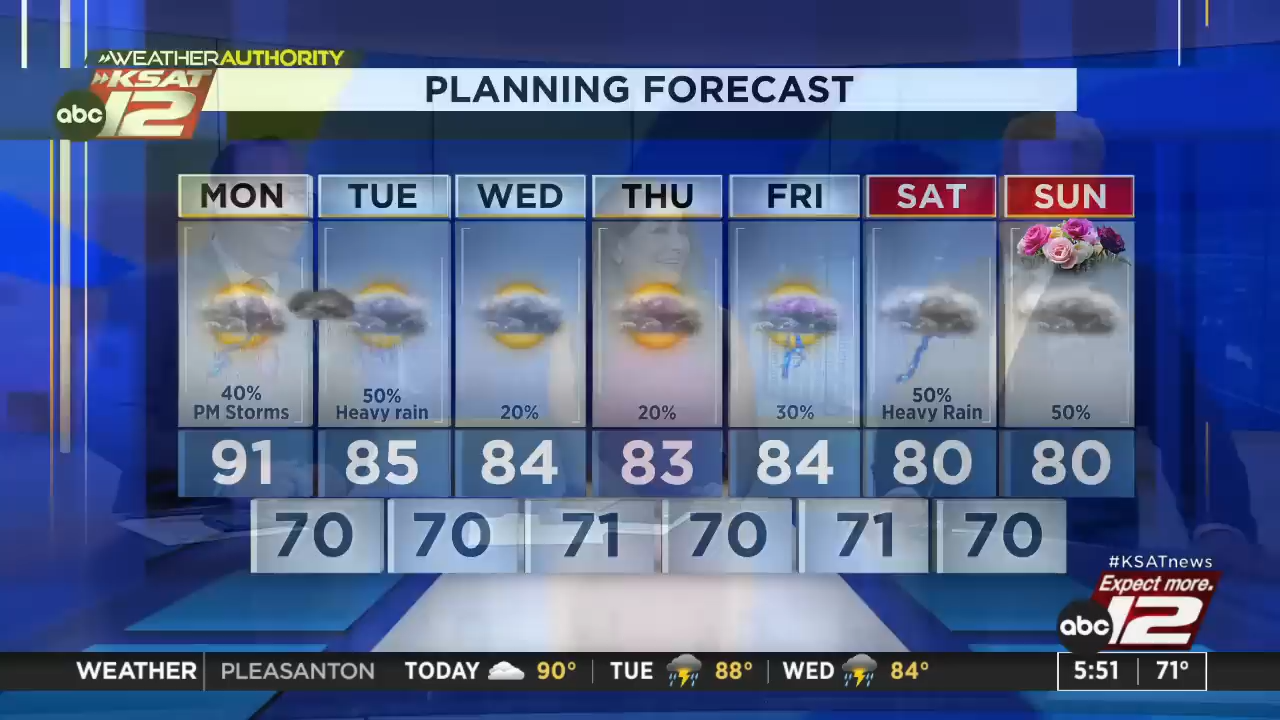 WEATHERAUTHORITY
KSAT
abc 12
PLANNING FORECAST
MON TUE WED THU FRI SAT SUN
40% 50% 50%
PM Storms Heavy rain 20% 20% 30% Heavy Rain 50%
91 85 84 83 84 80 80
70 70 71 70 71 70
#KSATnews
Expect more.
abc 12
WEATHER PLEASANTON TODAY 90° TUE 88° WED 84° 5:51 71°